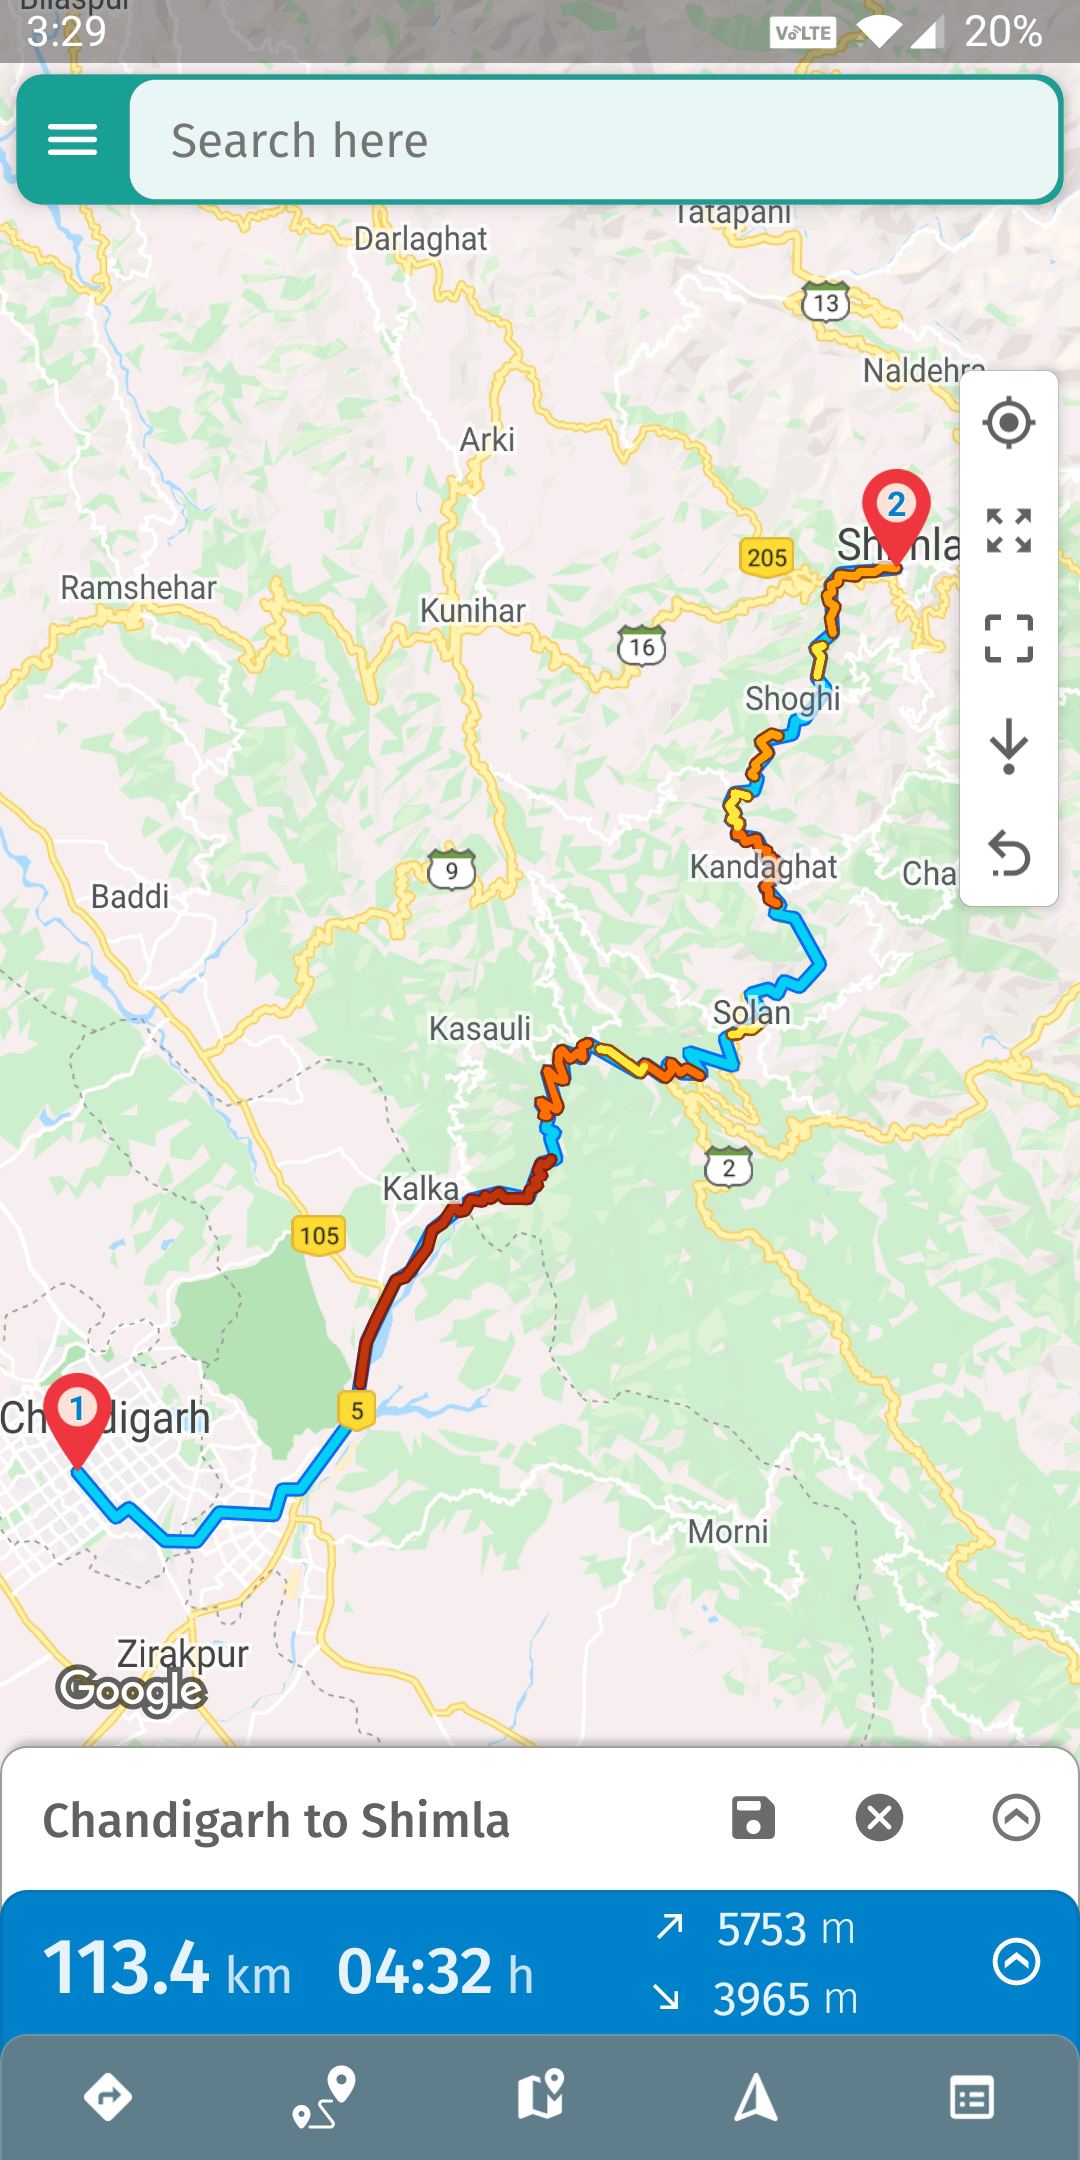 Bilaspur
3:29
VoLTE
20%
Search here
Tatapani
Darlaghat
13
Naldehra
Arki
2
Shimla
205
Ramshehar
Kunihar
16
Shoghi
9
Kandaghat
Cha
Baddi
Solan
Kasauli
2
Kalka
105
5
1
Chandigarh
Morni
Zirakpur
Google
Chandigarh to Shimla
113.4 km 04:32 h
5753 m
3965 m